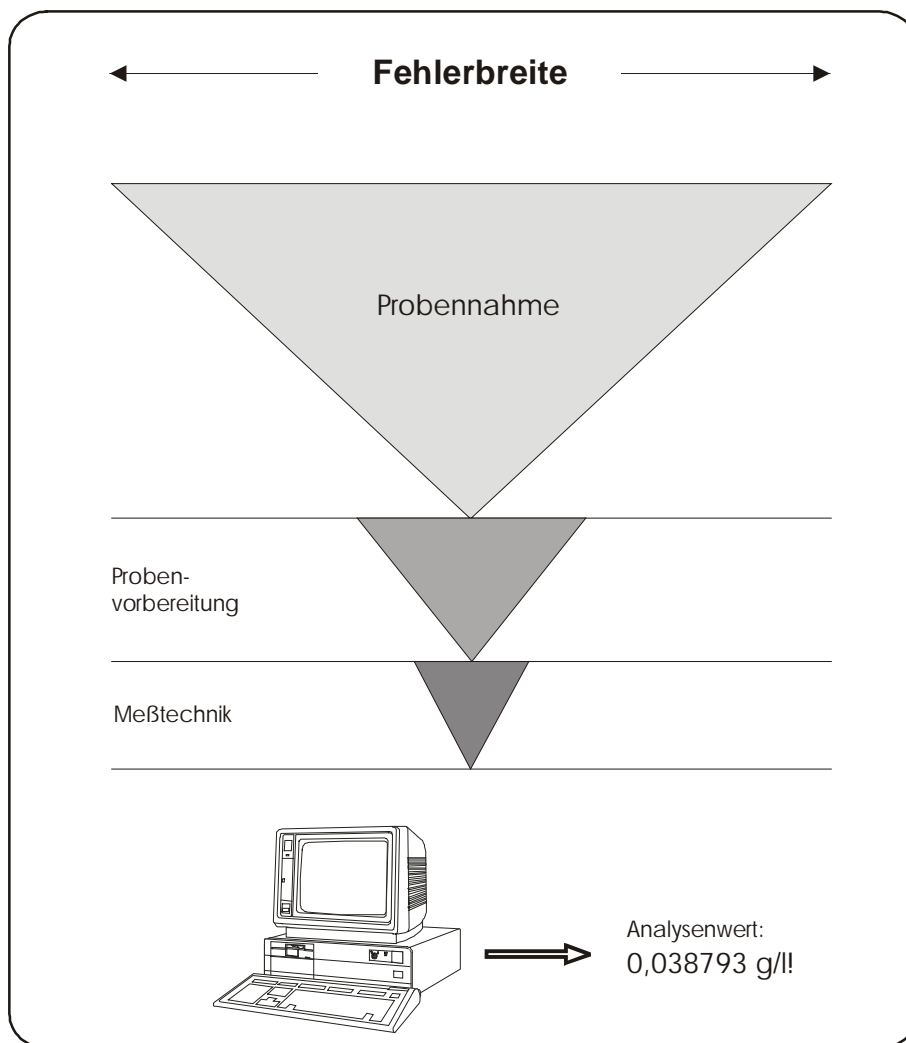 Fehlerbreite
Probennahme
Proben-
vorbereitung
Meßtechnik
Analysenwert:
0,038793 g/l!